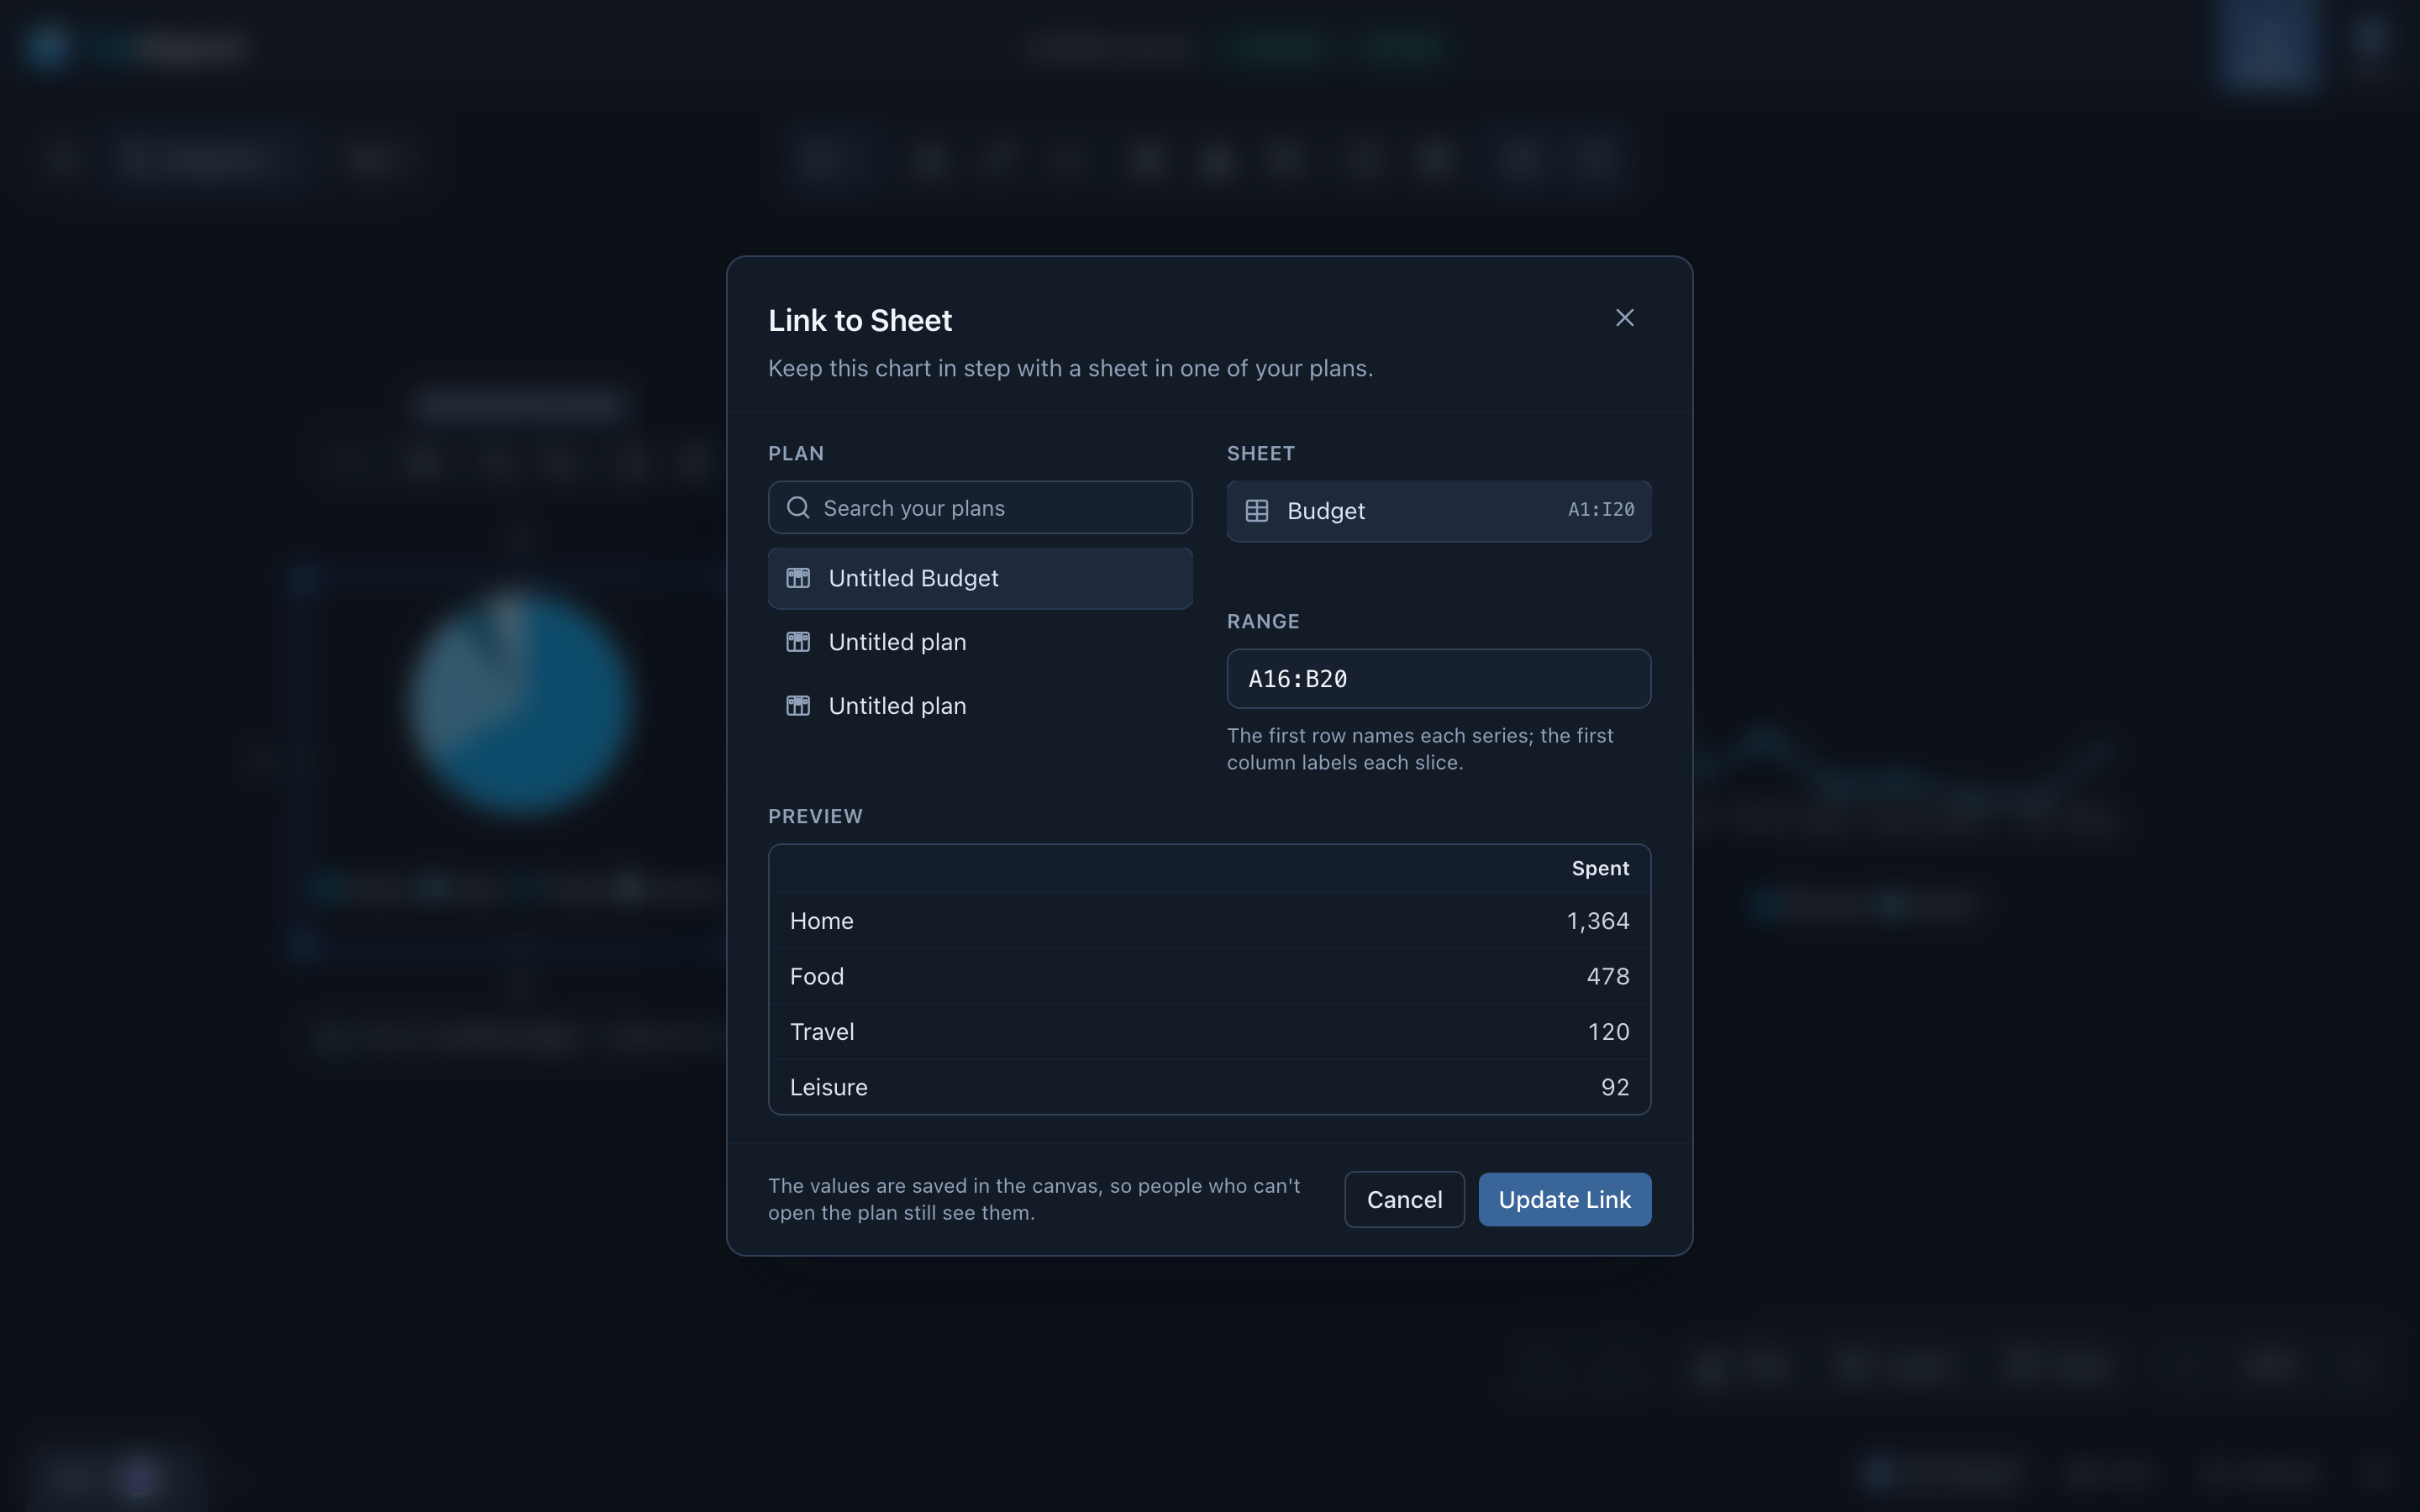 Link to Sheet
Keep this chart in step with a sheet in one of your plans.
PLAN
Search your plans
Untitled Budget
Untitled plan
Untitled plan
SHEET
Budget A1:I20
RANGE
A16:B20
The first row names each series; the first
column labels each slice.
PREVIEW
Spent
Home 1,364
Food 478
Travel 120
Leisure 92
The values are saved in the canvas, so people who can't
open the plan still see them.
Cancel Update Link